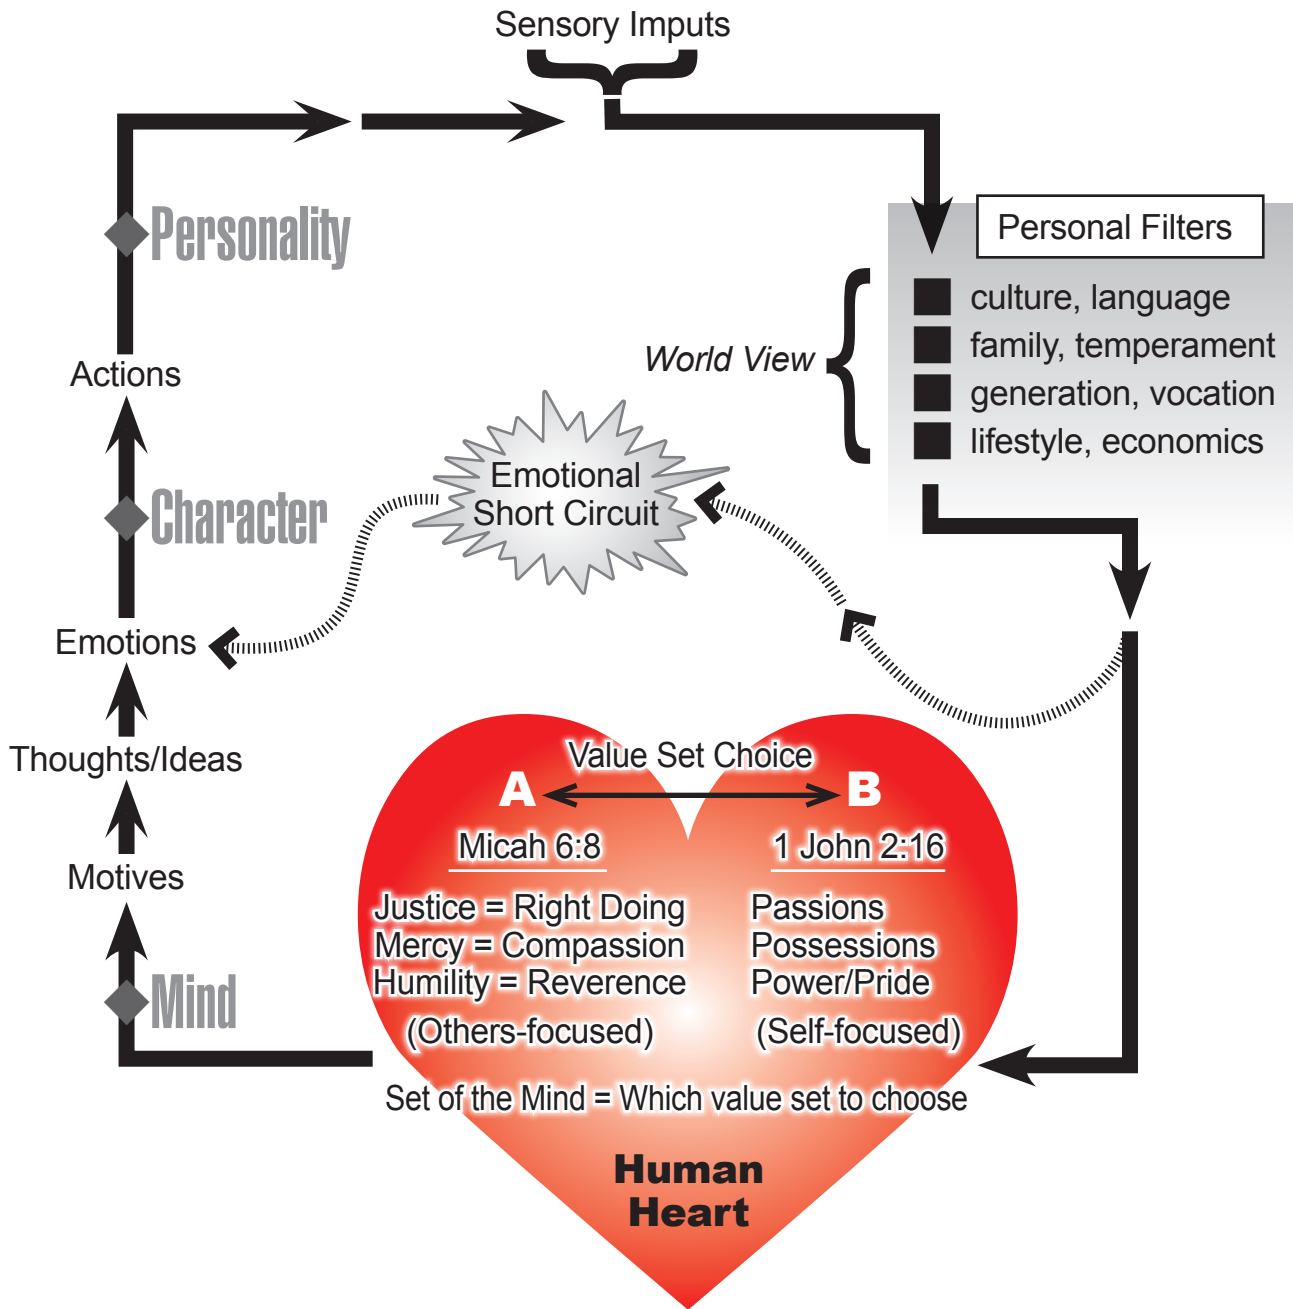 Sensory Imputs
Personality
Personal Filters
culture, language
family, temperament
generation, vocation
lifestyle, economics
World View
Actions
Emotional
Short Circuit
Character
Emotions
Thoughts/Ideas
Motives
Mind
Value Set Choice
A B
Micah 6:8
1 John 2:16
Justice = Right Doing
Mercy = Compassion
Humility = Reverence
(Others-focused)
Passions
Possessions
Power/Pride
(Self-focused)
Set of the Mind = Which value set to choose
Human
Heart